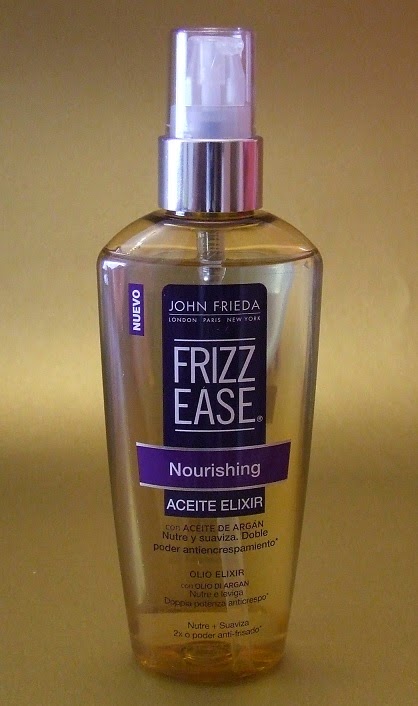 NUEVO
JOHN FRIEDA
LONDON PARIS NEW YORK
FRIZZ
EASE®
Nourishing
ACEITE ELIXIR
con ACEITE DE ARGÁN
Nutre y suaviza. Doble
poder antiencrespamiento*
OLIO ELIXIR
con OLIO DI ARGAN
Nutre e leviga
Doppia potenza anticrespo*
Nutre + Suaviza
2x o poder anti-frisado*